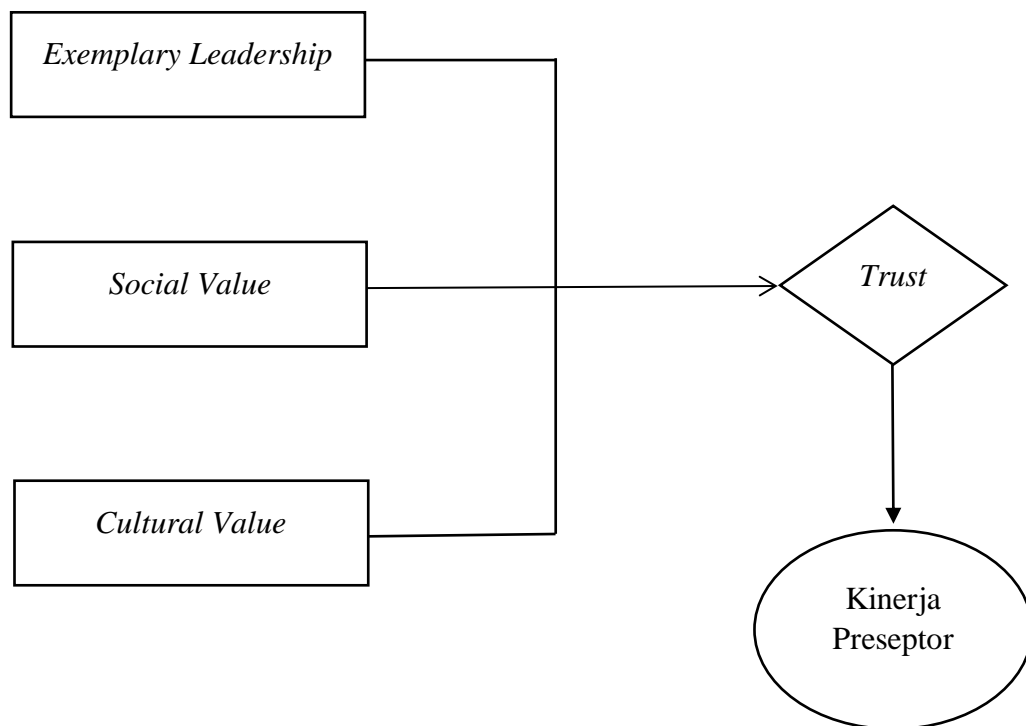 Exemplary Leadership
Social Value
Trust
Cultural Value
Kinerja
Preseptor